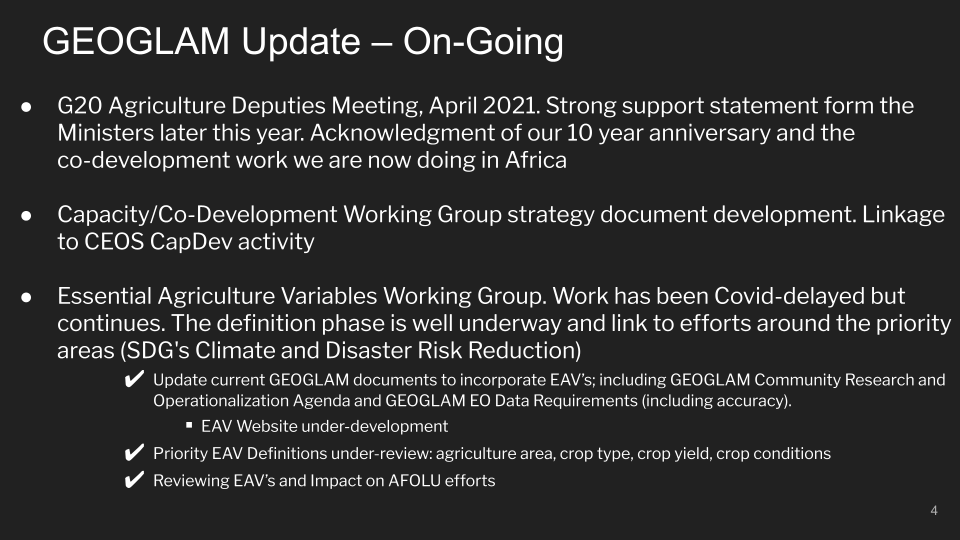 GEOGLAM Update – On-Going
● G20 Agriculture Deputies Meeting, April 2021. Strong support statement form the
Ministers later this year. Acknowledgment of our 10 year anniversary and the
co-development work we are now doing in Africa
● Capacity/Co-Development Working Group strategy document development. Linkage
to CEOS CapDev activity
● Essential Agriculture Variables Working Group. Work has been Covid-delayed but
continues. The definition phase is well underway and link to efforts around the priority
areas (SDG's Climate and Disaster Risk Reduction)
✔ Update current GEOGLAM documents to incorporate EAV's; including GEOGLAM Community Research and
Operationalization Agenda and GEOGLAM EO Data Requirements (including accuracy).
▪ EAV Website under-development
✔ Priority EAV Definitions under-review: agriculture area, crop type, crop yield, crop conditions
✔ Reviewing EAV's and Impact on AFOLU efforts
4